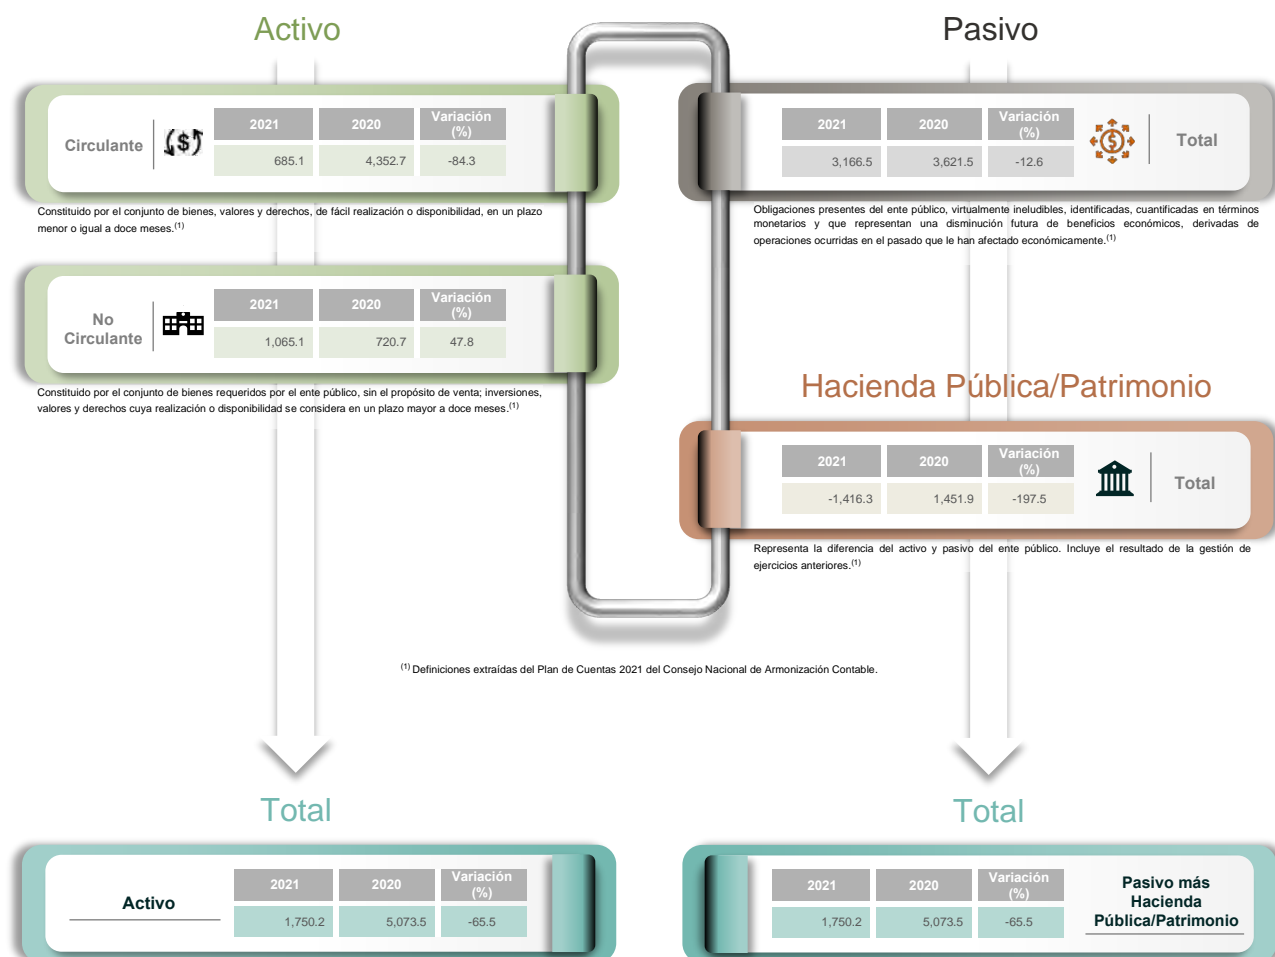 Activo
Circulante
2021 2020 Variación (%)
685.1 4,352.7 -84.3
Constituido por el conjunto de bienes, valores y derechos, de fácil realización o disponibilidad, en un plazo
menor o igual a doce meses.(1)
No
Circulante
2021 2020 Variación (%)
1,065.1 720.7 47.8
Constituido por el conjunto de bienes requeridos por el ente público, sin el propósito de venta; inversiones,
valores y derechos cuya realización o disponibilidad se considera en un plazo mayor a doce meses.(1)
Pasivo
2021 2020 Variación (%)
3,166.5 3,621.5 -12.6
Total
Obligaciones presentes del ente público, virtualmente ineludibles, identificadas, cuantificadas en términos
monetarios y que representan una disminución futura de beneficios económicos, derivadas de
operaciones ocurridas en el pasado que le han afectado económicamente.(1)
Hacienda Pública/Patrimonio
2021 2020 Variación (%)
-1,416.3 1,451.9 -197.5
Total
Representa la diferencia del activo y pasivo del ente público. Incluye el resultado de la gestión de
ejercicios anteriores.(1)
(1) Definiciones extraídas del Plan de Cuentas 2021 del Consejo Nacional de Armonización Contable.
Total
Activo
2021 2020 Variación (%)
1,750.2 5,073.5 -65.5
Total
2021 2020 Variación (%)
1,750.2 5,073.5 -65.5
Pasivo más
Hacienda
Pública/Patrimonio